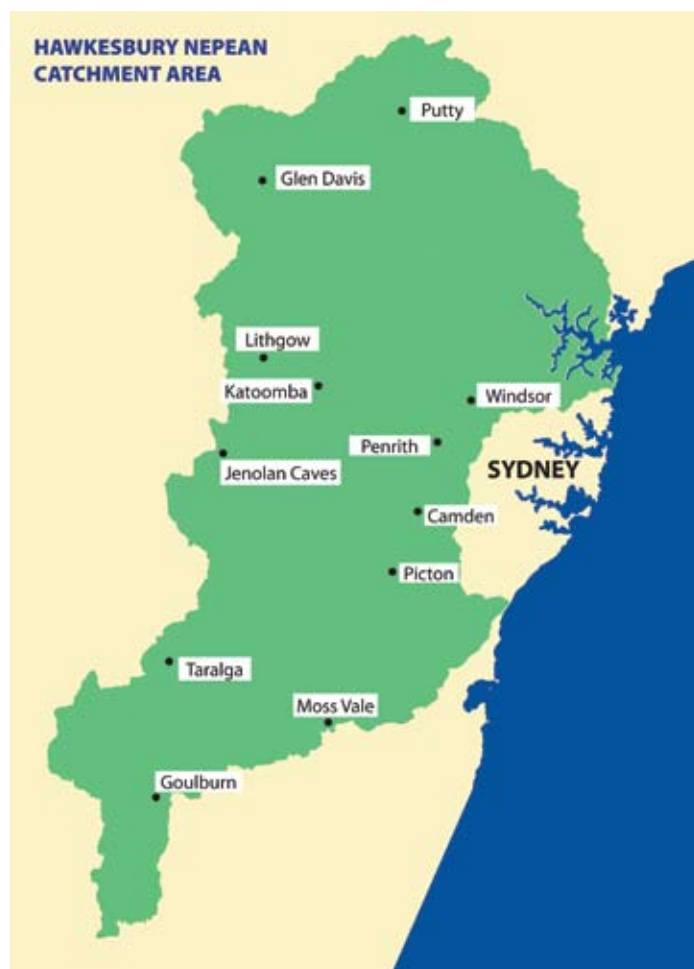 HAWKESBURY NEPEAN
CATCHMENT AREA
Putty
Glen Davis
Lithgow
Katoomba
Windsor
Penrith
SYDNEY
Jenolan Caves
Camden
Picton
Taralga
Moss Vale
Goulburn